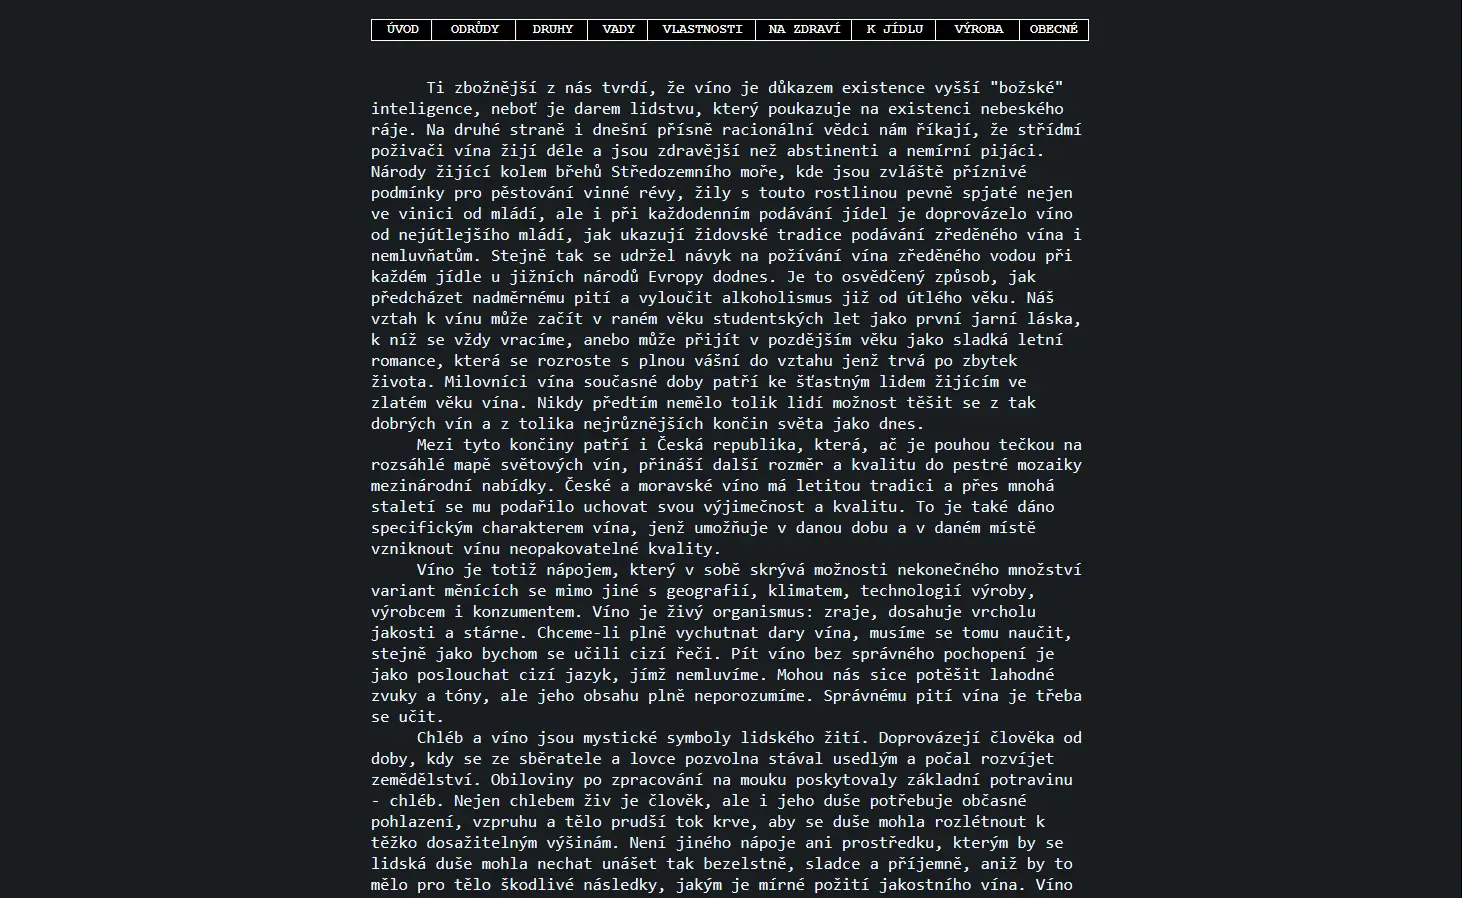 ÚVOD ODRŮDY DRUHY VADY VLASTNOSTI NA ZDRAVÍ K JÍDLU VÝROBA OBECNÉ
Ti zbožnější z nás tvrdí, že víno je důkazem existence vyšší "božské"
inteligence, neboť je darem lidstvu, který poukazuje na existenci nebeského
ráje. Na druhé straně i dnešní přísně racionální vědci nám říkají, že střídmí
poživači vína žijí déle a jsou zdravější než abstinenti a nemírní pijáci.
Národy žijící kolem břehů Středozemního moře, kde jsou zvláště příznivé
podmínky pro pěstování vinné révy, žily s touto rostlinou pevně spjaté nejen
ve vinici od mládí, ale i při každodenním podávání jídel je doprovázelo víno
od nejútlejšího mládí, jak ukazují židovské tradice podávání zředěného vína i
nemluvňatům. Stejně tak se udržel návyk na požívání vína zředěného vodou při
každém jídle u jižních národů Evropy dodnes. Je to osvědčený způsob, jak
předcházet nadměrnému pití a vyloučit alkoholismus již od útlého věku. Náš
vztah k vínu může začít v raném věku studentských let jako první jarní láska,
k níž se vždy vracíme, anebo může přijít v pozdějším věku jako sladká letní
romance, která se rozroste s plnou vášní do vztahu jenž trvá po zbytek
života. Milovníci vína současné doby patří ke šťastným lidem žijícím ve
zlatém věku vína. Nikdy předtím nemělo tolik lidí možnost těšit se z tak
dobrých vín a z tolika nejrůznějších končin světa jako dnes.
Mezi tyto končiny patří i Česká republika, která, ač je pouhou tečkou na
rozsáhlé mapě světových vín, přináší další rozměr a kvalitu do pestré mozaiky
mezinárodní nabídky. České a moravské víno má letitou tradici a přes mnohá
staletí se mu podařilo uchovat svou výjimečnost a kvalitu. To je také dáno
specifickým charakterem vína, jenž umožňuje v danou dobu a v daném místě
vzniknout vínu neopakovatelné kvality.
Víno je totiž nápojem, který v sobě skrývá možnosti nekonečného množství
variant měnících se mimo jiné s geografií, klimatem, technologií výroby,
výrobcem i konzumentem. Víno je živý organismus: zraje, dosahuje vrcholu
jakosti a stárne. Chceme-li plně vychutnat dary vína, musíme se tomu naučit,
stejně jako bychom se učili cizí řeči. Pít víno bez správného pochopení je
jako poslouchat cizí jazyk, jímž nemluvíme. Mohou nás sice potěšit lahodné
zvuky a tóny, ale jeho obsahu plně neporozumíme. Správnému pití vína je třeba
se učit.
Chléb a víno jsou mystické symboly lidského žití. Doprovázejí člověka od
doby, kdy se ze sběratele a lovce pozvolna stával usedlým a počal rozvíjet
zemědělství. Obiloviny po zpracování na mouku poskytovaly základní potravinu
- chléb. Nejen chlebem živ je člověk, ale i jeho duše potřebuje občasné
pohlazení, vzpruhu a tělo prudší tok krve, aby se duše mohla rozlétnout k
těžko dosažitelným výšinám. Není jiného nápoje ani prostředku, kterým by se
lidská duše mohla nechat unášet tak bezelstně, sladce a příjemně, aniž by to
mělo pro tělo škodlivé následky, jakým je mírné požití jakostního vína. Víno